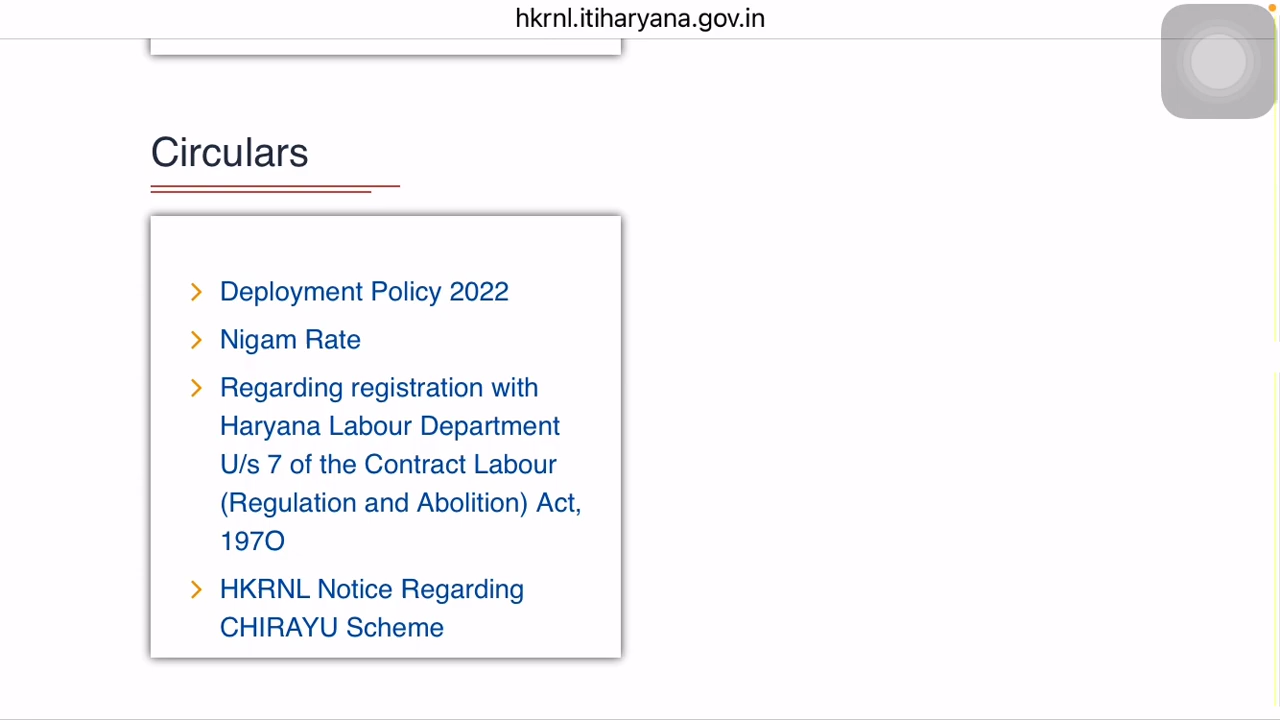 hkrnl.itiharyana.gov.in
Circulars
Deployment Policy 2022
Nigam Rate
Regarding registration with
Haryana Labour Department
U/s 7 of the Contract Labour
(Regulation and Abolition) Act,
197O
HKRNL Notice Regarding
CHIRAYU Scheme